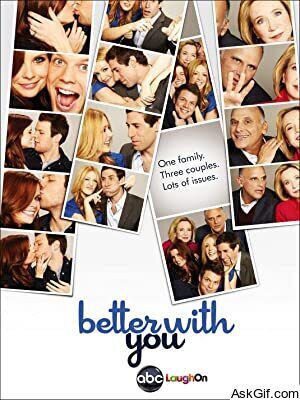 One family.
Three couples.
Lots of issues.
better with
you
abc LaughOn
AskGif.com